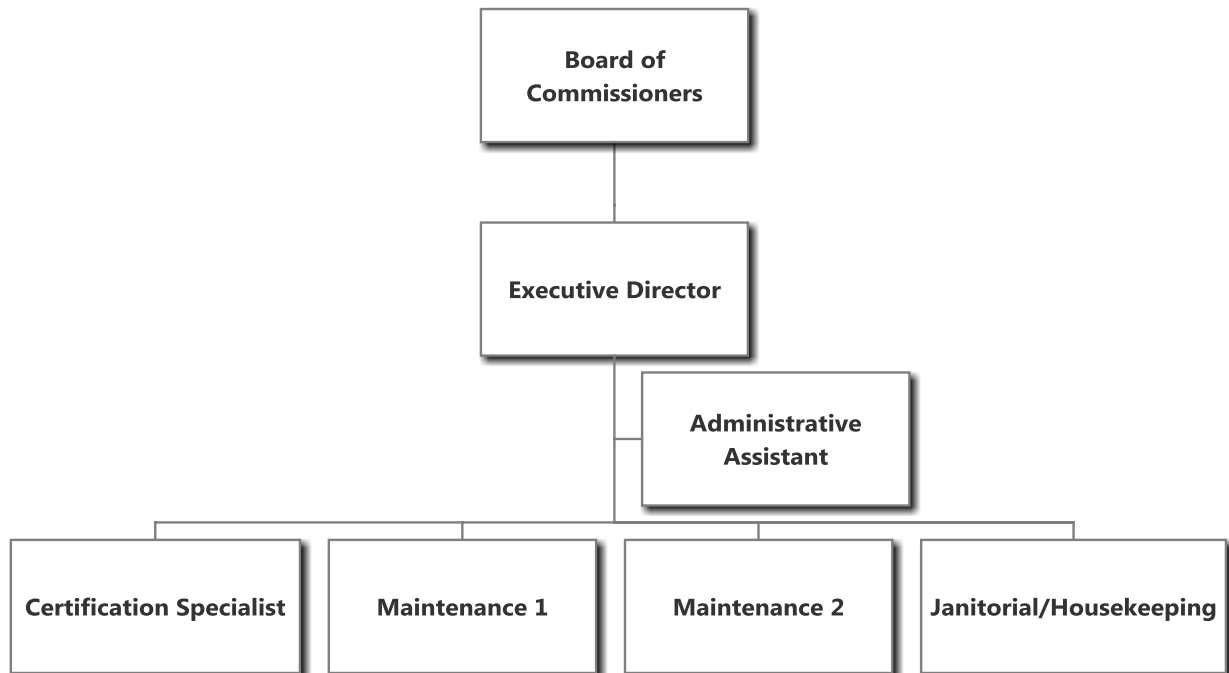 Board of
Commissioners
Executive Director
Administrative
Assistant
Certification Specialist
Maintenance 1
Maintenance 2
Janitorial/Housekeeping